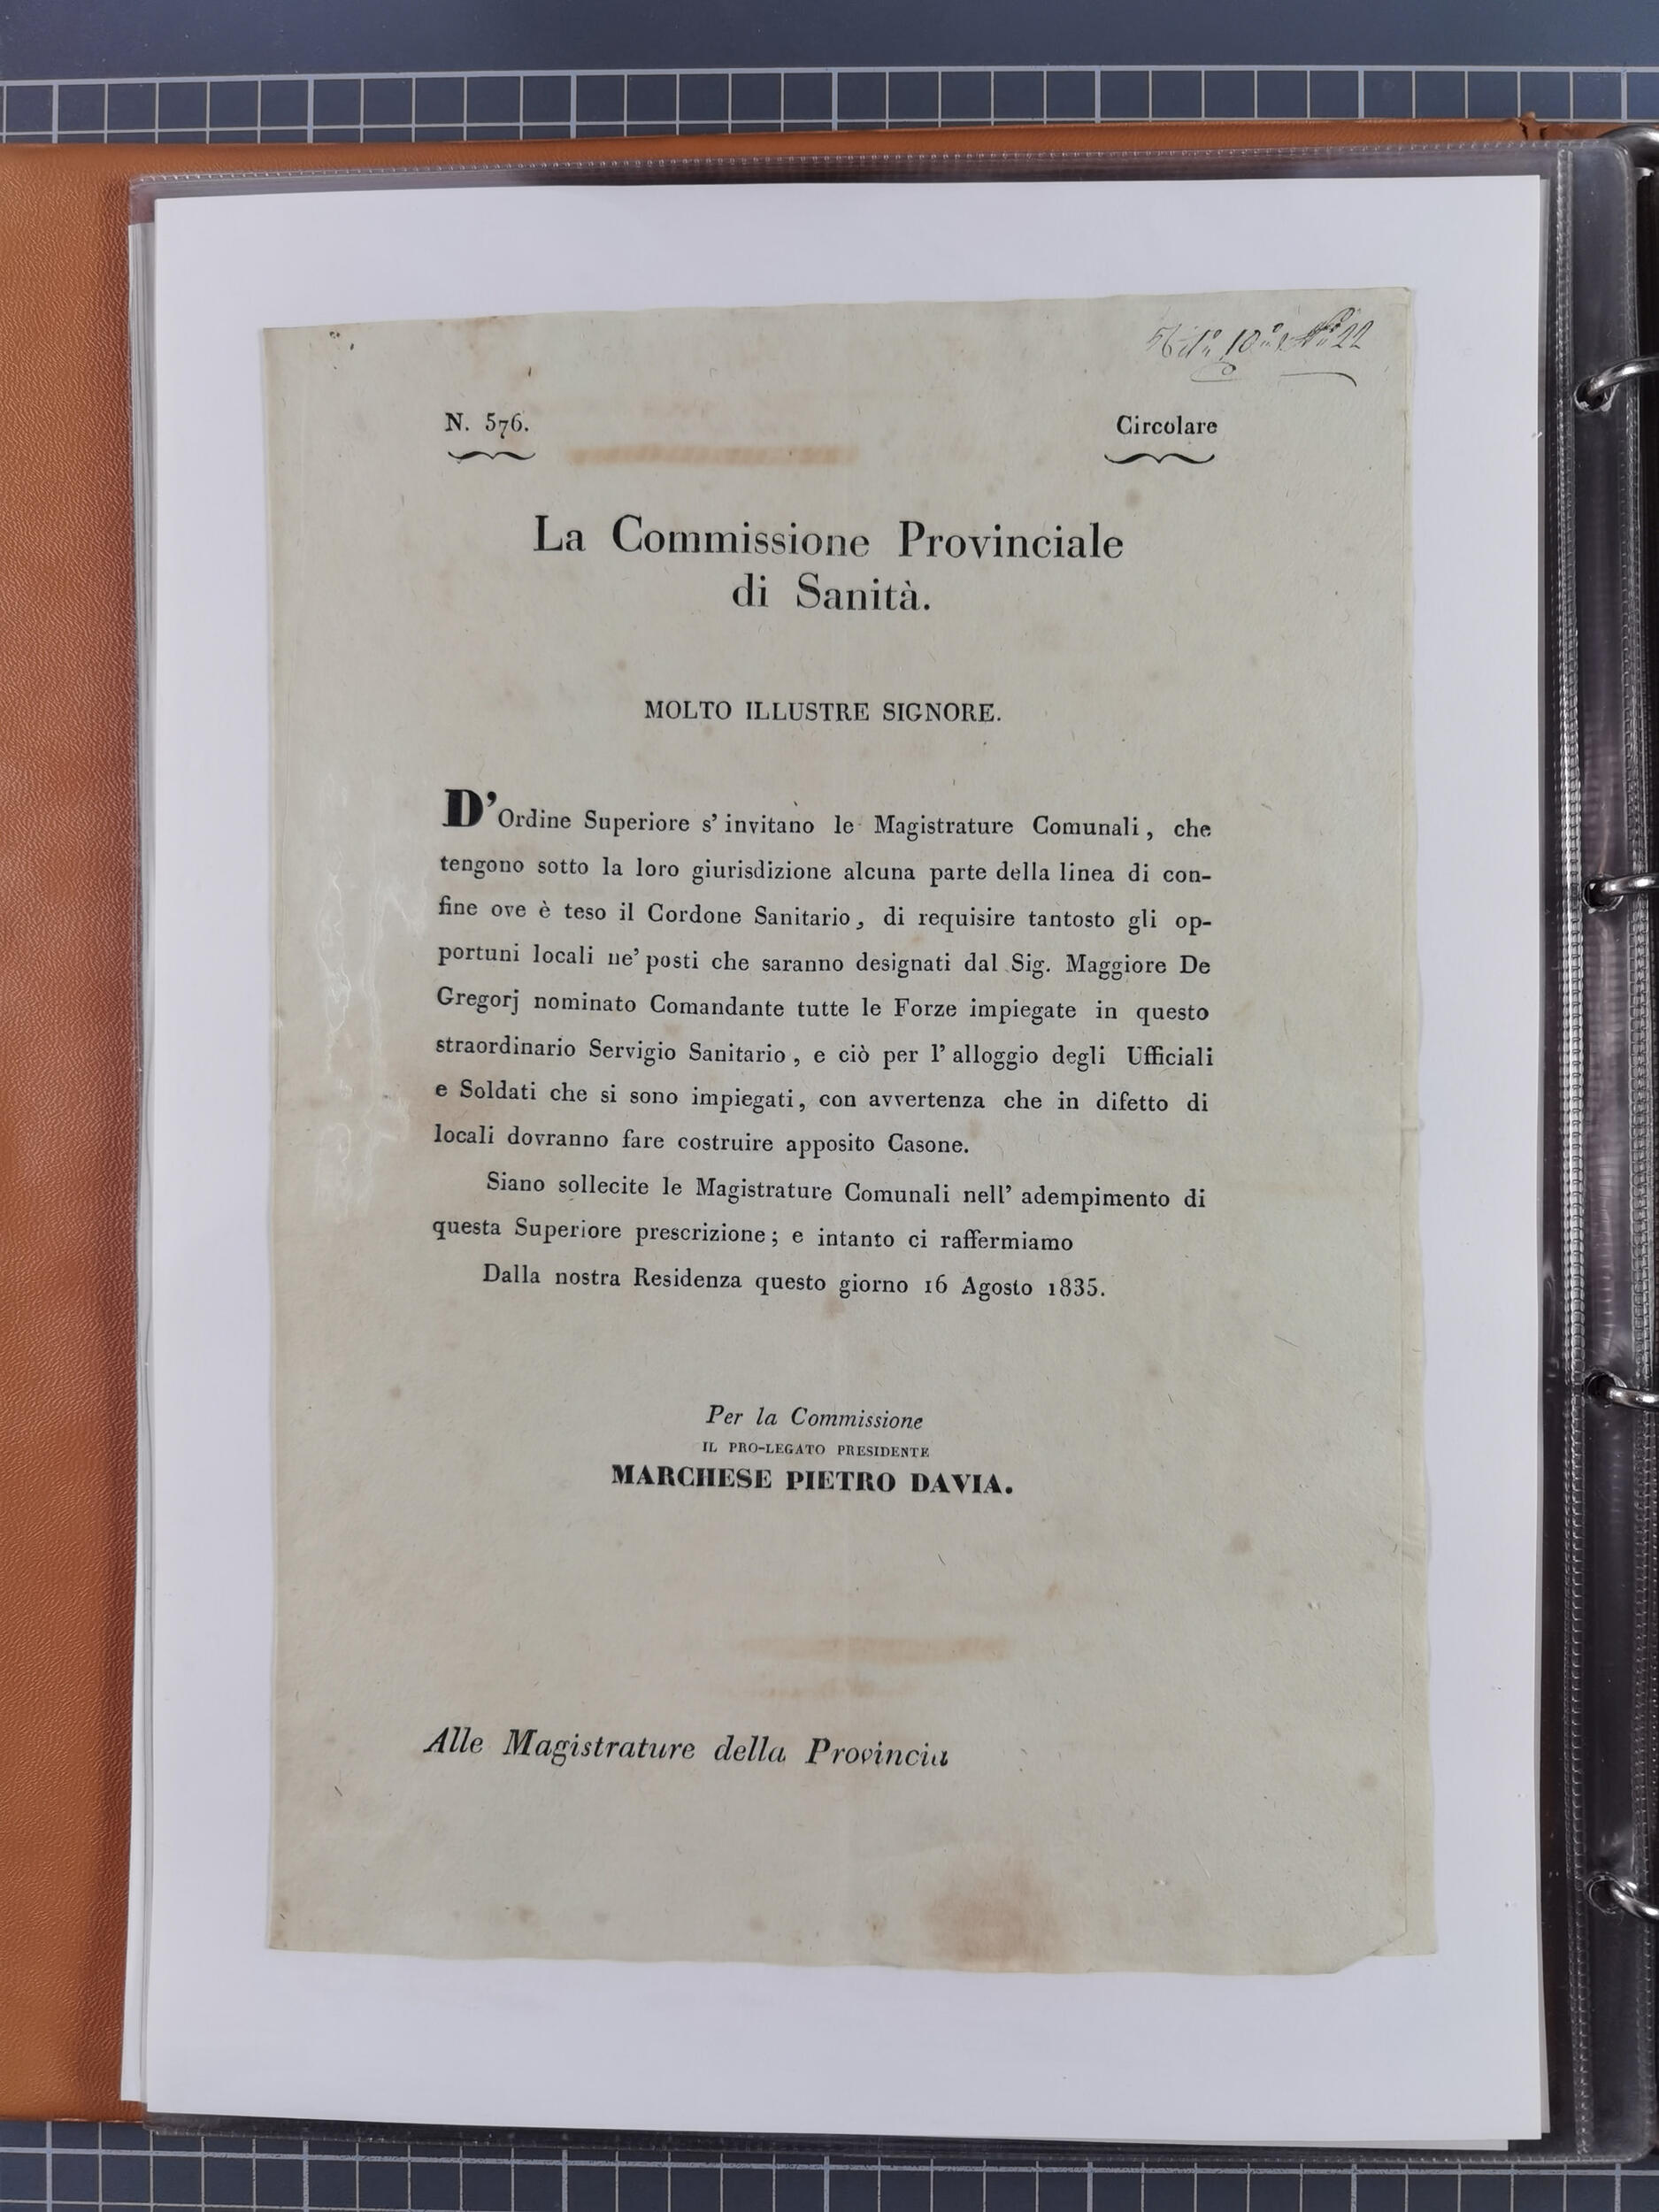 N. 576.
Circolare
La Commissione Provinciale
di Sanità.
MOLTO ILLUSTRE SIGNORE.
D'Ordine Superiore s' invitano le Magistrature Comunali, che
tengono sotto la loro giurisdizione alcuna parte della linea di con-
fine ove è teso il Cordone Sanitario, di requisire tantosto gli op-
portuni locali ne' posti che saranno designati dal Sig. Maggiore De
Gregorj nominato Comandante tutte le Forze impiegate in questo
straordinario Servigio Sanitario, e ciò per l' alloggio degli Ufficiali
e Soldati che si sono impiegati, con avvertenza che in difetto di
locali dovranno fare costruire apposito Casone.
Siano sollecite le Magistrature Comunali nell' adempimento di
questa Superiore prescrizione; e intanto ci raffermiamo
Dalla nostra Residenza questo giorno 16 Agosto 1835.
Per la Commissione
IL PRO-LEGATO PRESIDENTE
MARCHESE PIETRO DAVIA.
Alle Magistrature della Provincia